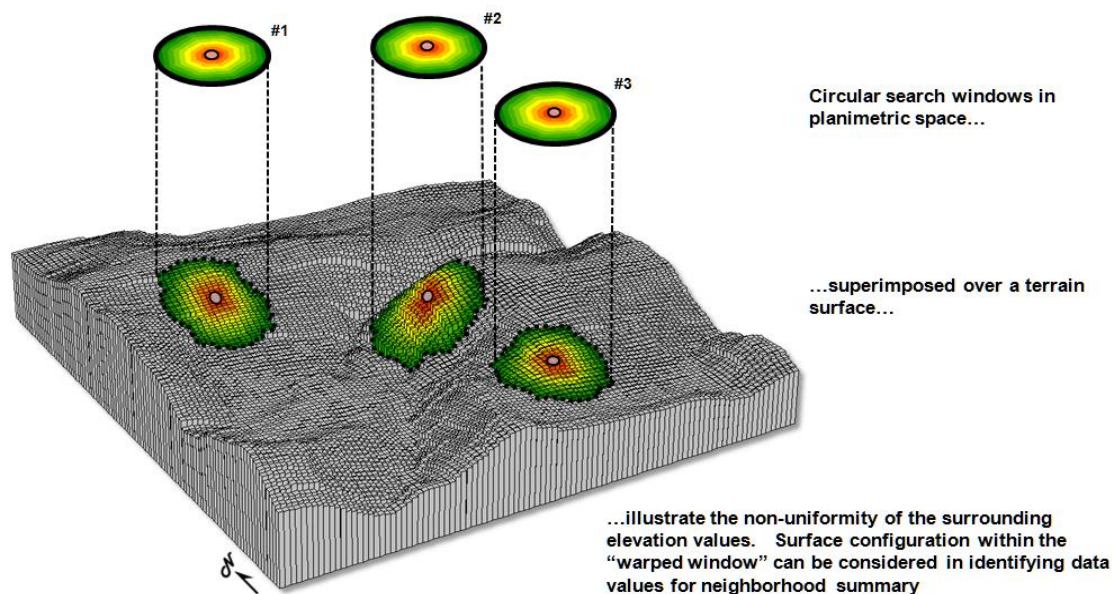 #1
#2
#3
Circular search windows in
planimetric space…
…superimposed over a terrain
surface…
…illustrate the non-uniformity of the surrounding
elevation values. Surface configuration within the
“warped window” can be considered in identifying data
values for neighborhood summary
N